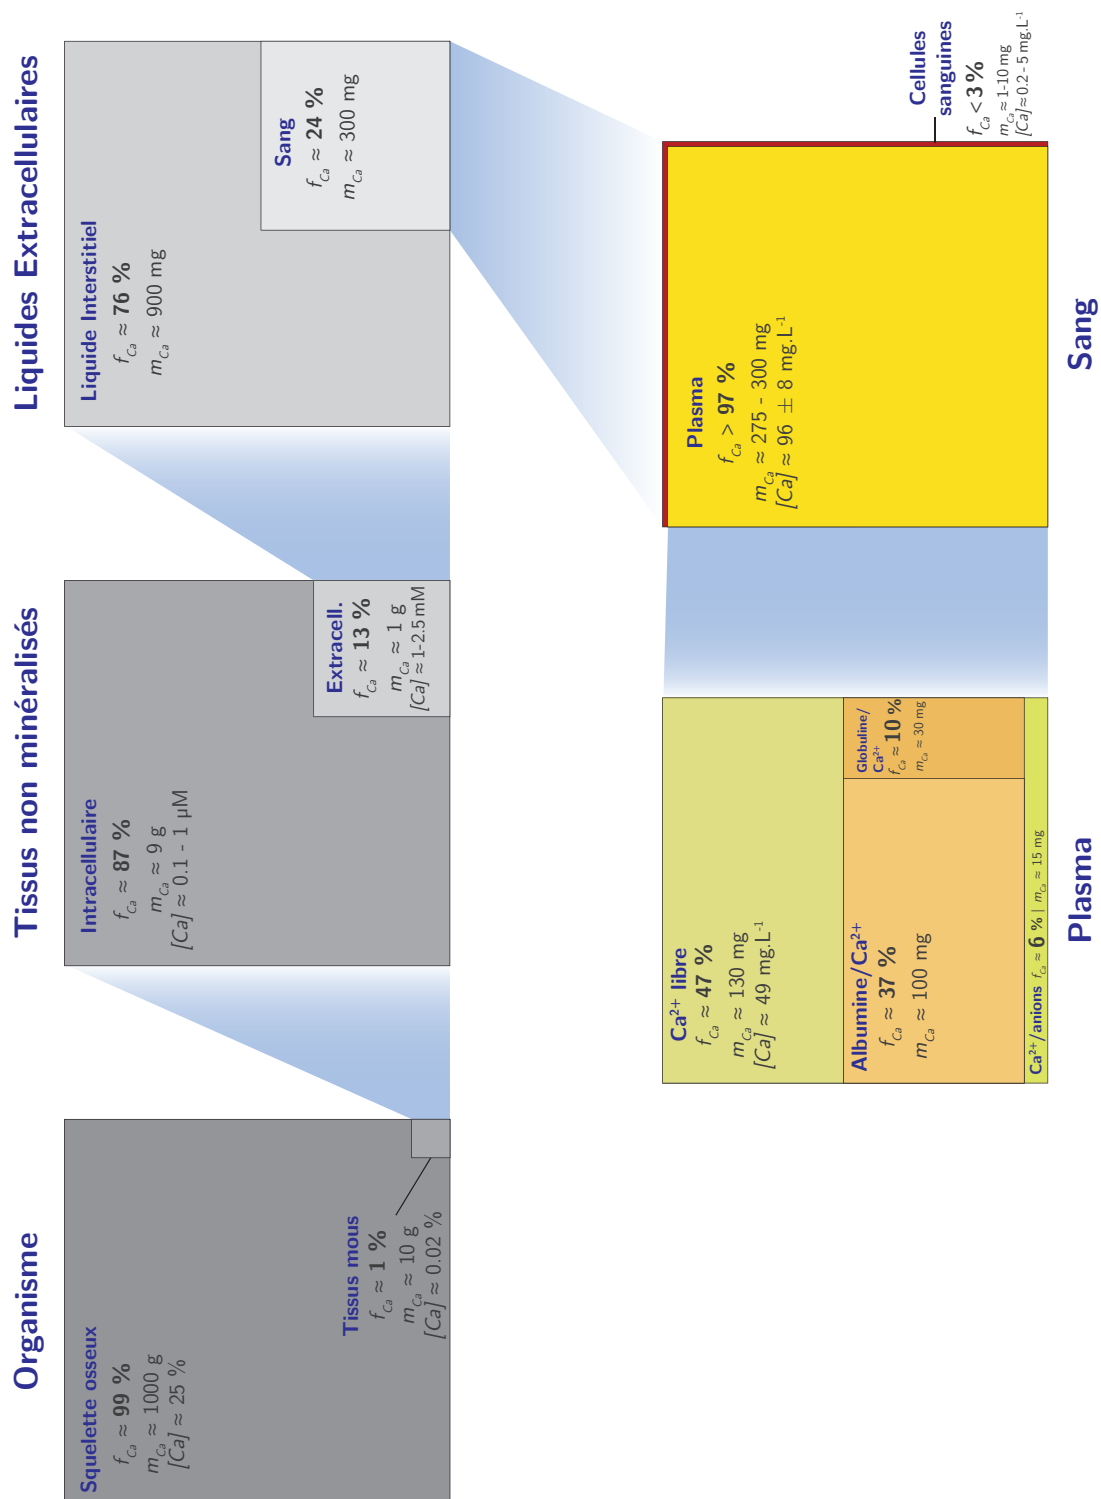 Organisme
Squelette osseux
f_Ca ≈ 99 %
m_Ca ≈ 1000 g
[Ca] ≈ 25 %
Tissus mous
f_Ca ≈ 1 %
m_Ca ≈ 10 g
[Ca] ≈ 0.02 %
Tissus non minéralisés
Intracellulaire
f_Ca ≈ 87 %
m_Ca ≈ 9 g
[Ca] ≈ 0.1 - 1 µM
Extracell.
f_Ca ≈ 13 %
m_Ca ≈ 1 g
[Ca] ≈ 1-2.5 mM
Liquides Extracellulaires
Liquide Interstitiel
f_Ca ≈ 76 %
m_Ca ≈ 900 mg
Sang
f_Ca ≈ 24 %
m_Ca ≈ 300 mg
Plasma
Ca²⁺ libre
f_Ca ≈ 47 %
m_Ca ≈ 130 mg
[Ca] ≈ 49 mg.L⁻¹
Albumine/Ca²⁺
f_Ca ≈ 37 %
m_Ca ≈ 100 mg
Globuline/
Ca²⁺
f_Ca ≈ 10 %
m_Ca ≈ 30 mg
Ca²⁺/anions f_Ca ≈ 6 % | m_Ca ≈ 15 mg
Sang
Plasma
f_Ca > 97 %
m_Ca ≈ 275 - 300 mg
[Ca] ≈ 96 ± 8 mg.L⁻¹
Cellules
sanguines
f_Ca < 3 %
m_Ca ≈ 1-10 mg
[Ca] ≈ 0.2 - 5 mg.L⁻¹